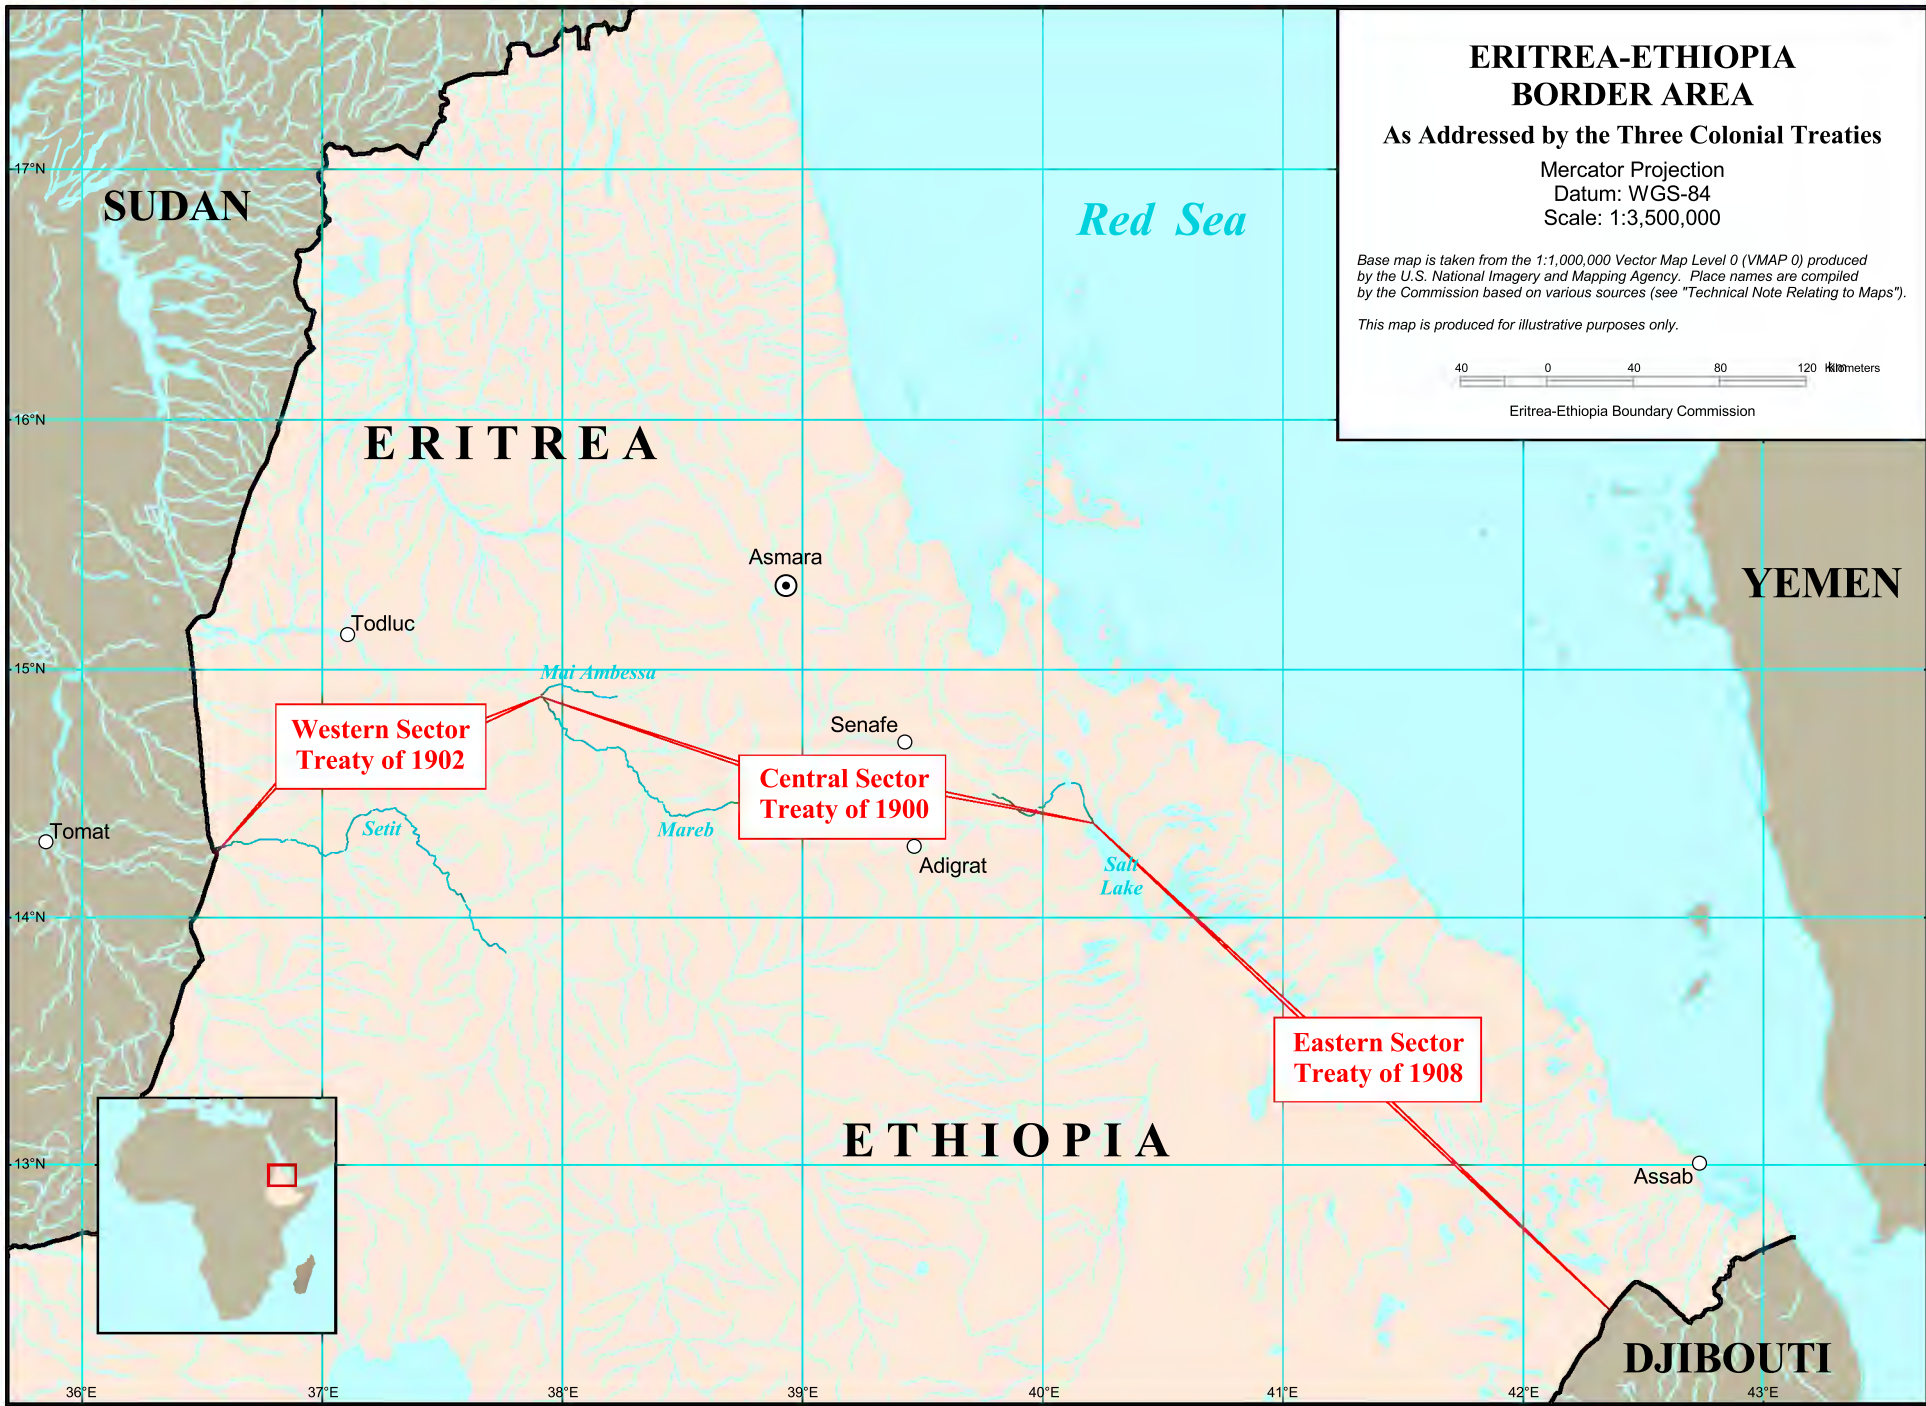 ERITREA-ETHIOPIA
BORDER AREA
As Addressed by the Three Colonial Treaties
Mercator Projection
Datum: WGS-84
Scale: 1:3,500,000
Base map is taken from the 1:1,000,000 Vector Map Level 0 (VMAP 0) produced
by the U.S. National Imagery and Mapping Agency. Place names are compiled
by the Commission based on various sources (see "Technical Note Relating to Maps").
This map is produced for illustrative purposes only.
40 0 40 80 120 Kilometers
Eritrea-Ethiopia Boundary Commission
17°N
SUDAN
Red Sea
16°N
ERITREA
Asmara
YEMEN
Todluc
15°N
Mai Ambessa
Western Sector
Treaty of 1902
Senafe
Central Sector
Treaty of 1900
Tomat
Setit
Mareb
Adigrat
Salt
Lake
14°N
Eastern Sector
Treaty of 1908
ETHIOPIA
13°N
Assab
DJIBOUTI
36°E 37°E 38°E 39°E 40°E 41°E 42°E 43°E